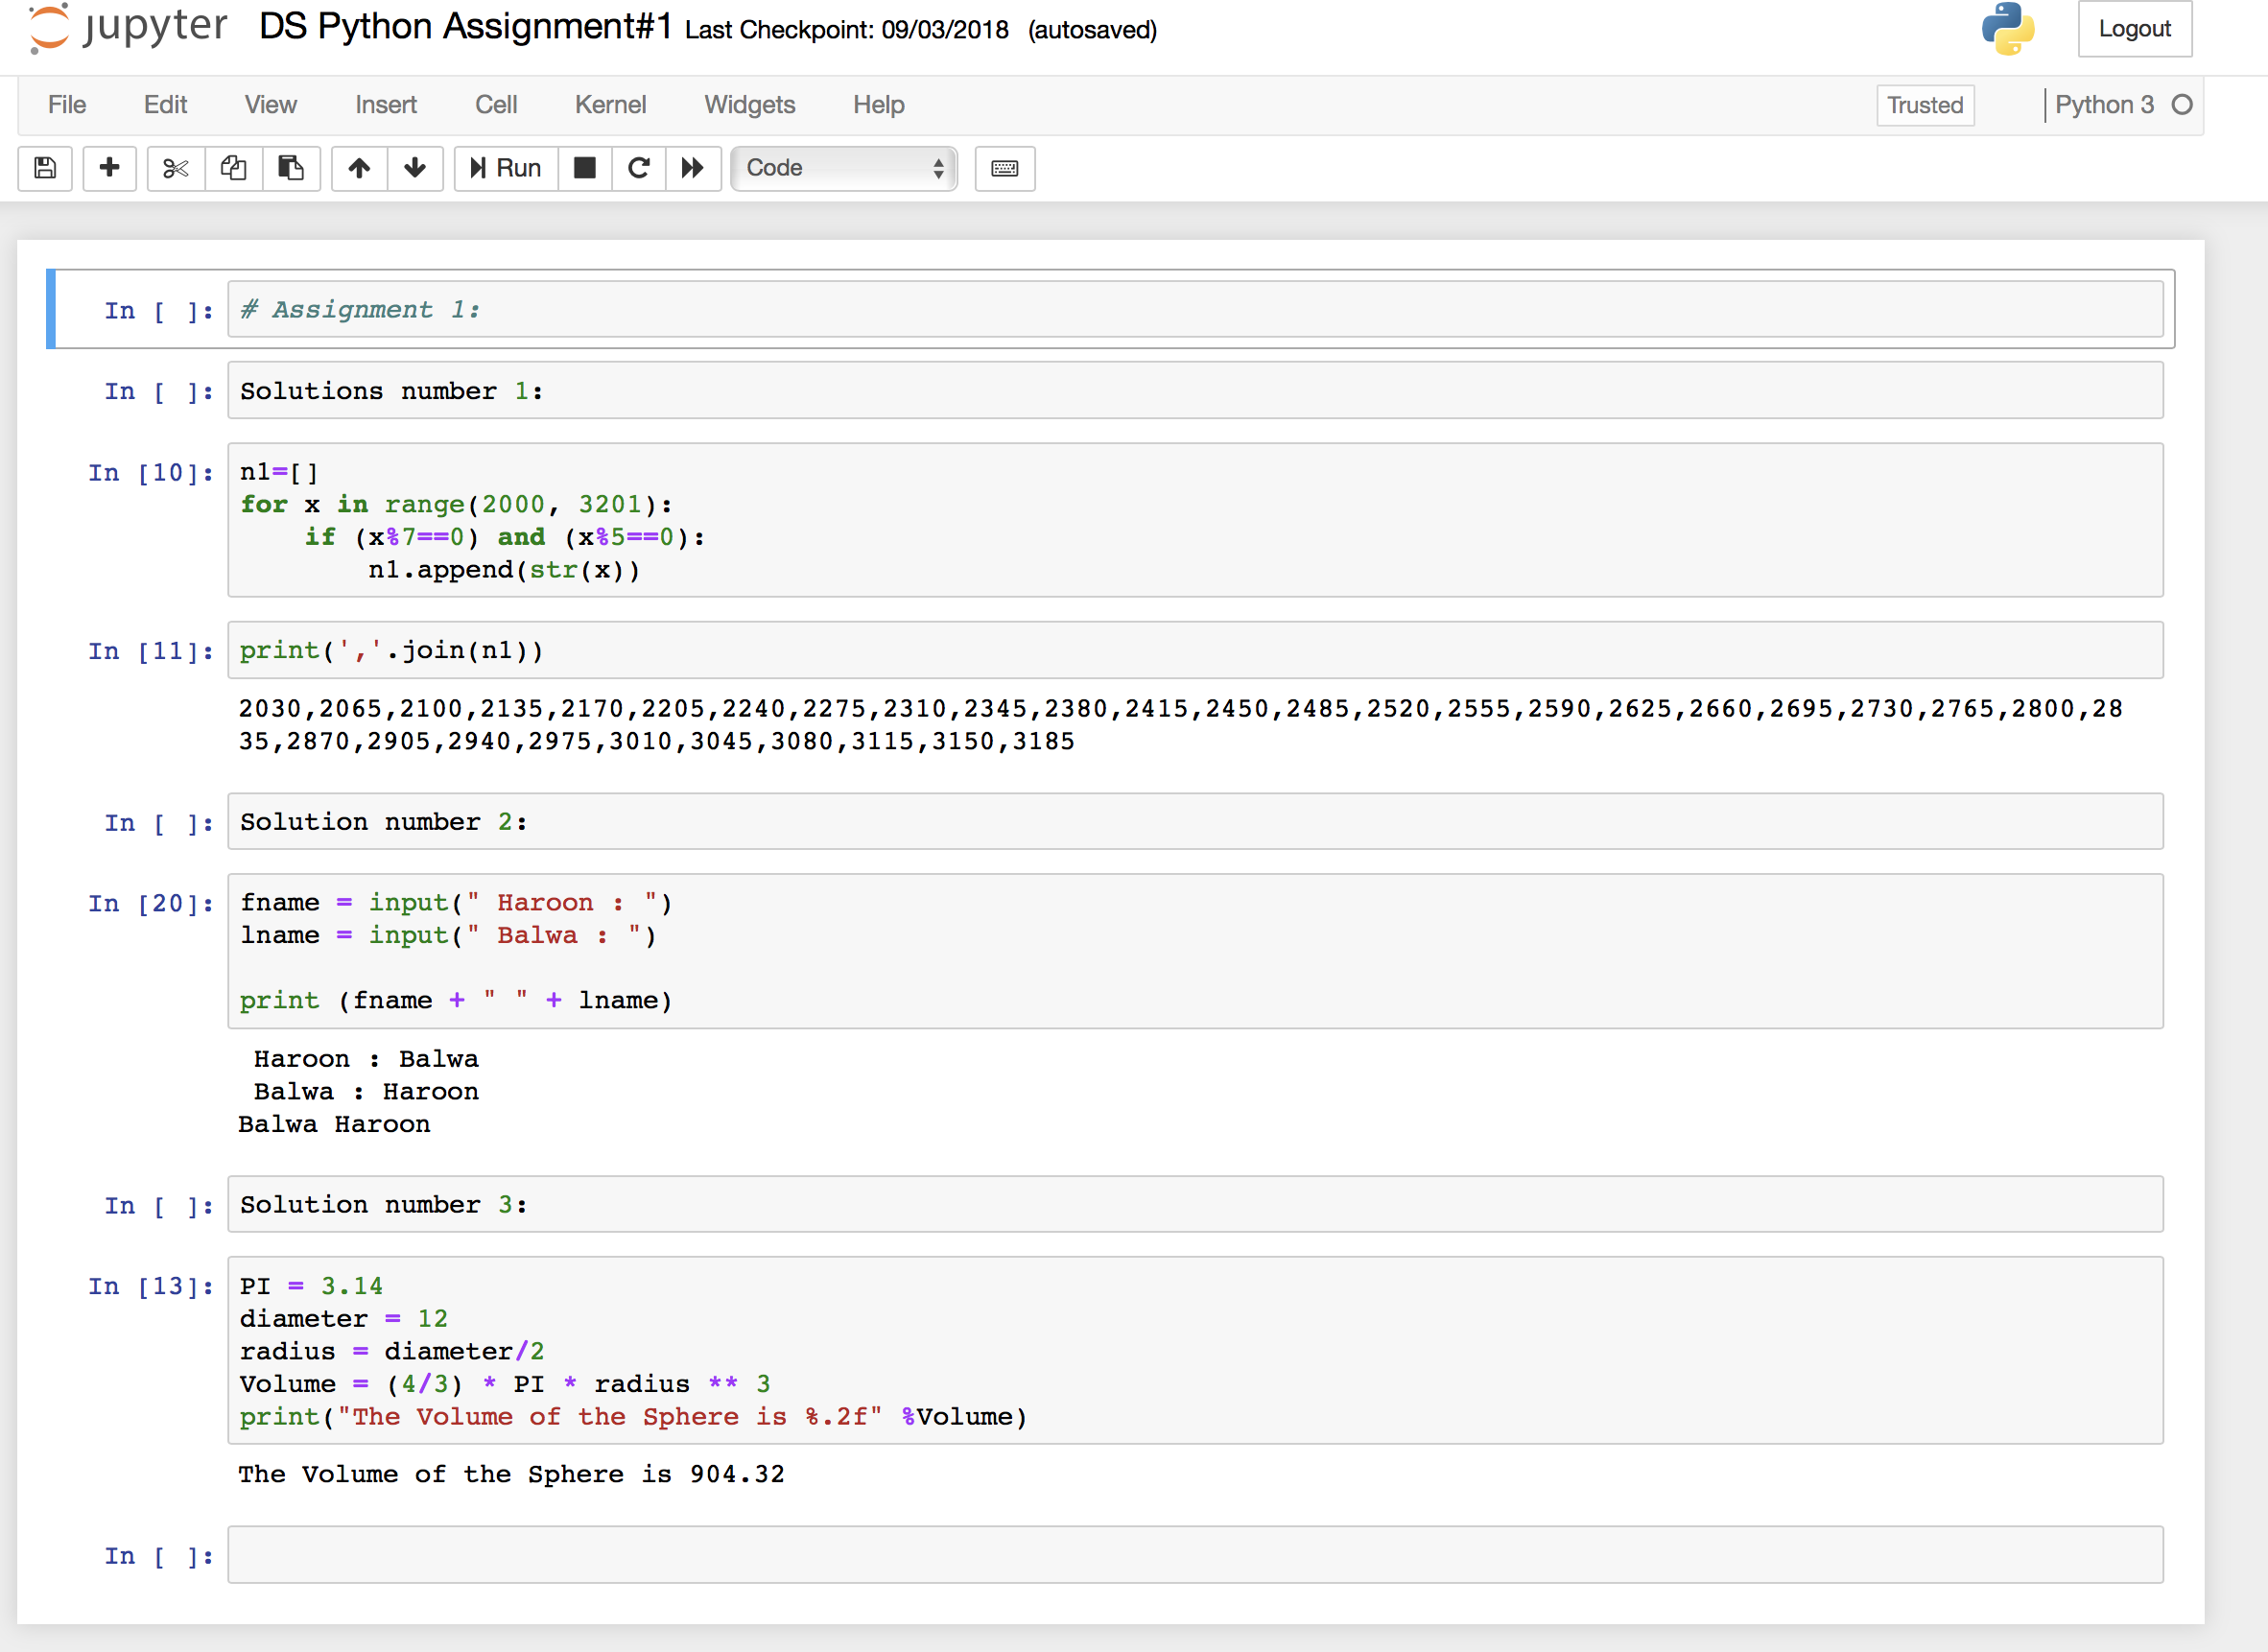 jupyter DS Python Assignment#1 Last Checkpoint: 09/03/2018 (autosaved) Logout
File Edit View Insert Cell Kernel Widgets Help Trusted Python 3
Run Code
In [ ]: # Assignment 1:
In [ ]: Solutions number 1:
In [10]: n1=[]
for x in range(2000, 3201):
    if (x%7==0) and (x%5==0):
        n1.append(str(x))
In [11]: print(','.join(n1))
2030,2065,2100,2135,2170,2205,2240,2275,2310,2345,2380,2415,2450,2485,2520,2555,2590,2625,2660,2695,2730,2765,2800,28
35,2870,2905,2940,2975,3010,3045,3080,3115,3150,3185
In [ ]: Solution number 2:
In [20]: fname = input(" Haroon : ")
lname = input(" Balwa : ")
print (fname + " " + lname)
 Haroon : Balwa
 Balwa : Haroon
Balwa Haroon
In [ ]: Solution number 3:
In [13]: PI = 3.14
diameter = 12
radius = diameter/2
Volume = (4/3) * PI * radius ** 3
print("The Volume of the Sphere is %.2f" %Volume)
The Volume of the Sphere is 904.32
In [ ]: